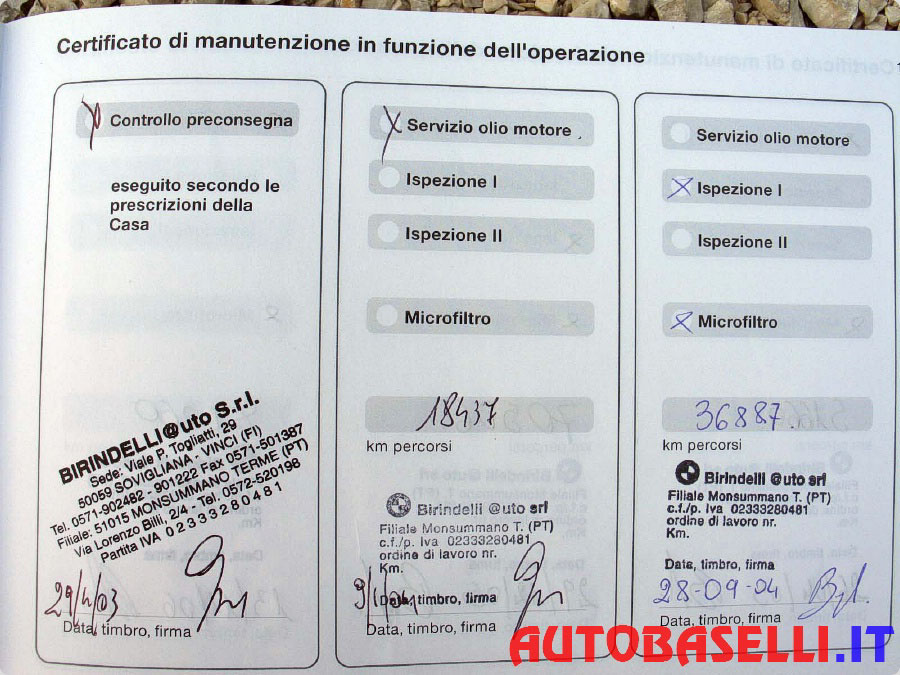 Certificato di manutenzione in funzione dell'operazione
Controllo preconsegna
eseguito secondo le
prescrizioni della
Casa
BIRINDELLI@uto S.r.l.
Sede: Viale P. Togliatti, 29
50059 SOVIGLIANA - VINCI (FI)
Tel. 0571-902482 - 901222 Fax 0571-501387
Filiale: 51015 MONSUMMANO TERME (PT)
Via Lorenzo Billi, 2/4 - Tel. 0572-520198
Partita IVA 02333280481
Data, timbro, firma
Servizio olio motore
Ispezione I
Ispezione II
Microfiltro
18437
km percorsi
Birindelli @uto srl
Filiale Monsummano T. (PT)
c.f./p. IVA 02333280481
ordine di lavoro nr.
Km.
Data, timbro, firma
Data, timbro, firma
Servizio olio motore
Ispezione I
Ispezione II
Microfiltro
36887
km percorsi
Birindelli @uto srl
Filiale Monsummano T. (PT)
c.f./p. IVA 02333280481
ordine di lavoro nr.
Km.
Data, timbro, firma
28-09-04
Data, timbro, firma
AUTOBASELLI.IT